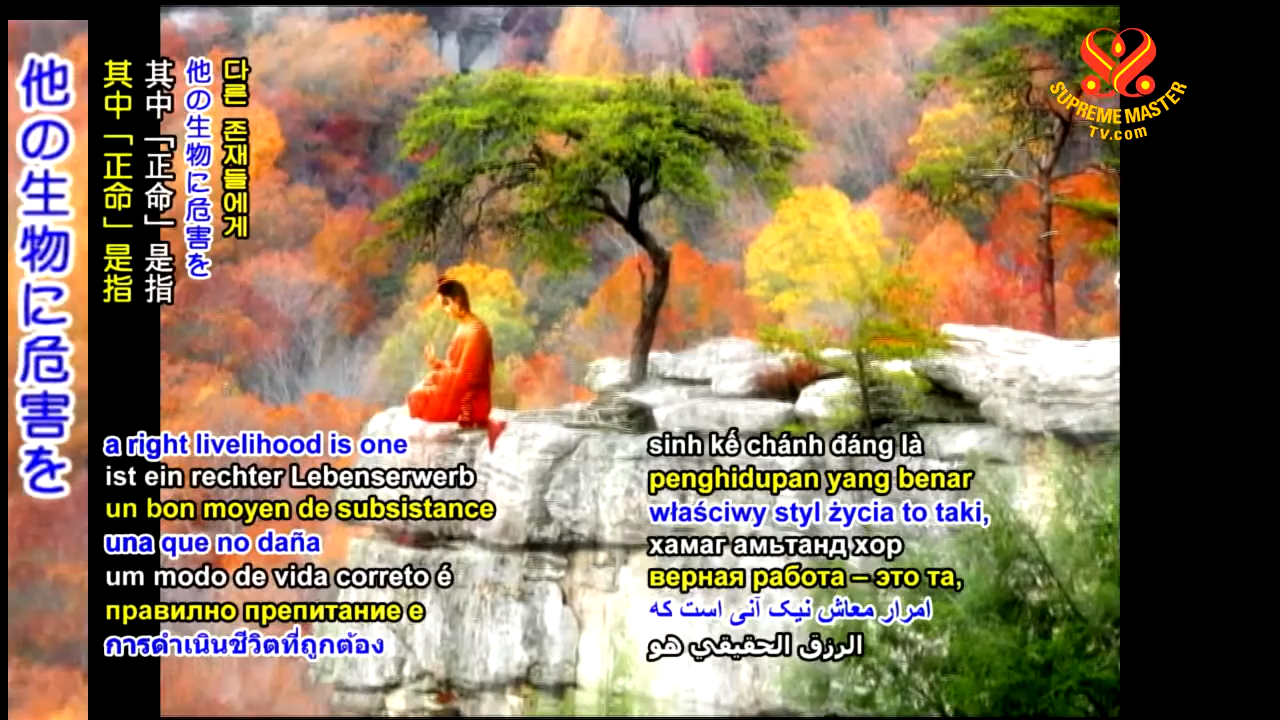 他の生物に危害を
其中「正命」是指
其中「正命」是指
他の生物に危害を
다른 존재들에게
SUPREME MASTER
TV.com
a right livelihood is one
ist ein rechter Lebenserwerb
un bon moyen de subsistance
una que no daña
um modo de vida correto é
правилно препитание е
การดำเนินชีวิตที่ถูกต้อง
sinh kế chánh đáng là
penghidupan yang benar
właściwy styl życia to taki,
хамаг амьтанд хор
верная работа – это та,
امرار معاش نیک آنی است که
الرزق الحقيقي هو